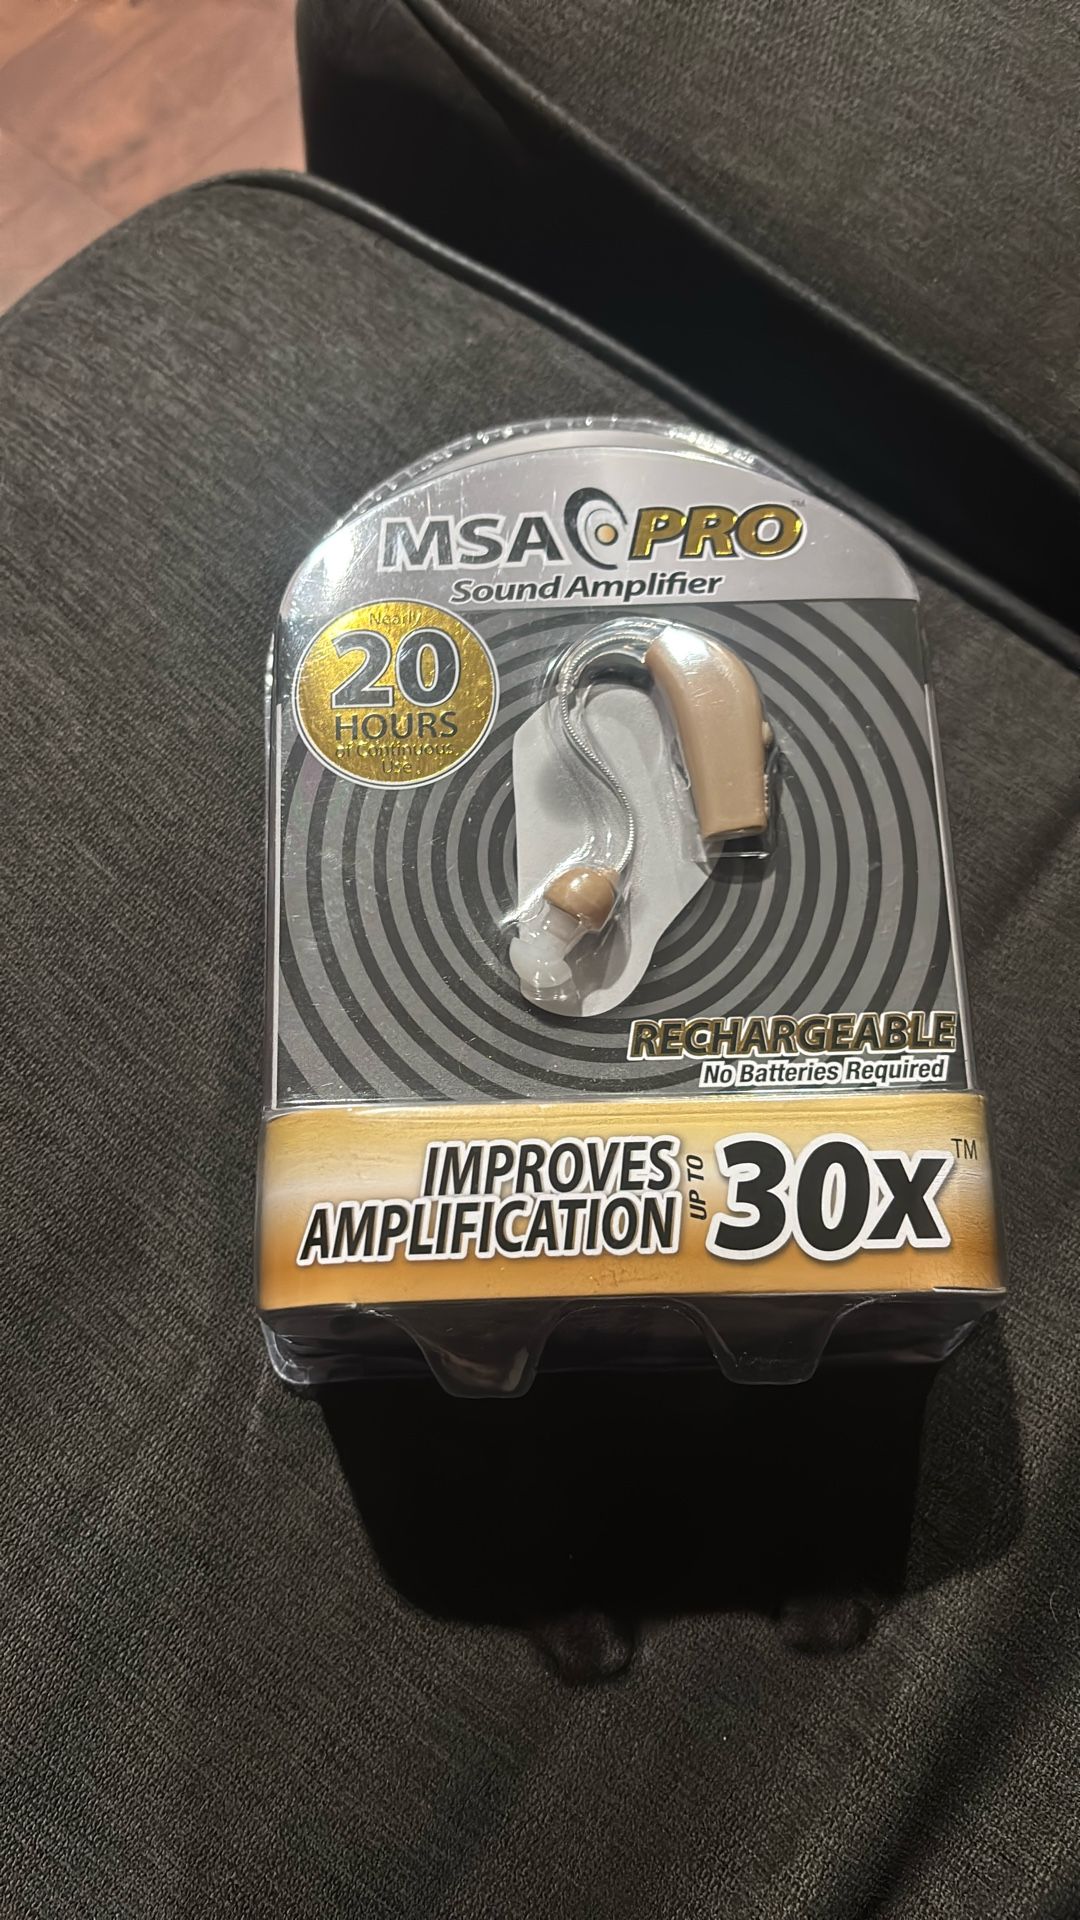 MSA PRO™
Sound Amplifier
Nearly
20
HOURS
of Continuous
Use
RECHARGEABLE
No Batteries Required
IMPROVES
AMPLIFICATION
UP TO
30x™